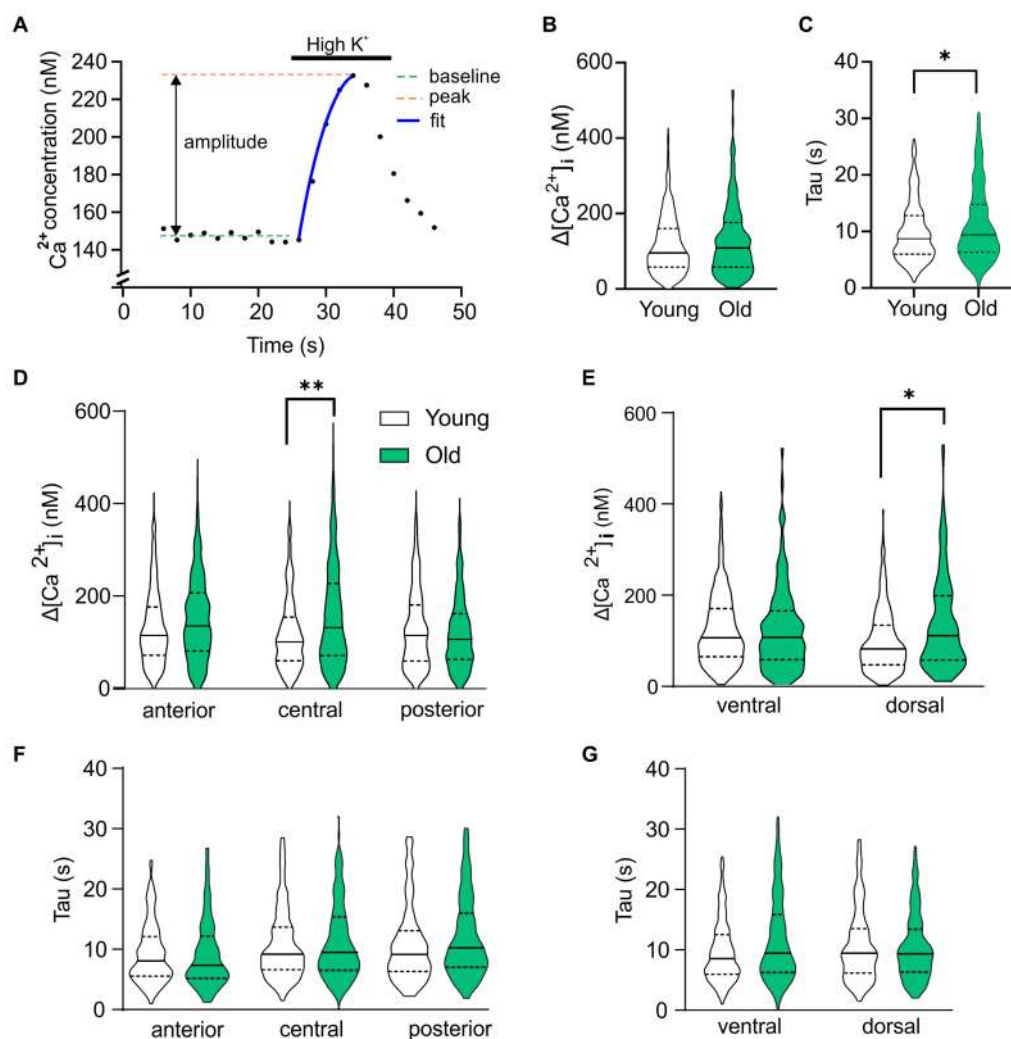 A
High K⁺
Ca²⁺ concentration (nM)
240
220
200
180
160
140
amplitude
baseline
peak
fit
0
10
20
30
40
50
Time (s)
B
Δ[Ca²⁺]ᵢ (nM)
600
400
200
0
Young
Old
C
*
Tau (s)
40
30
20
10
0
Young
Old
D
**
Young
Old
Δ[Ca²⁺]ᵢ (nM)
600
400
200
0
anterior
central
posterior
E
*
Δ[Ca²⁺]ᵢ (nM)
600
400
200
0
ventral
dorsal
F
Tau (s)
40
30
20
10
0
anterior
central
posterior
G
Tau (s)
40
30
20
10
0
ventral
dorsal